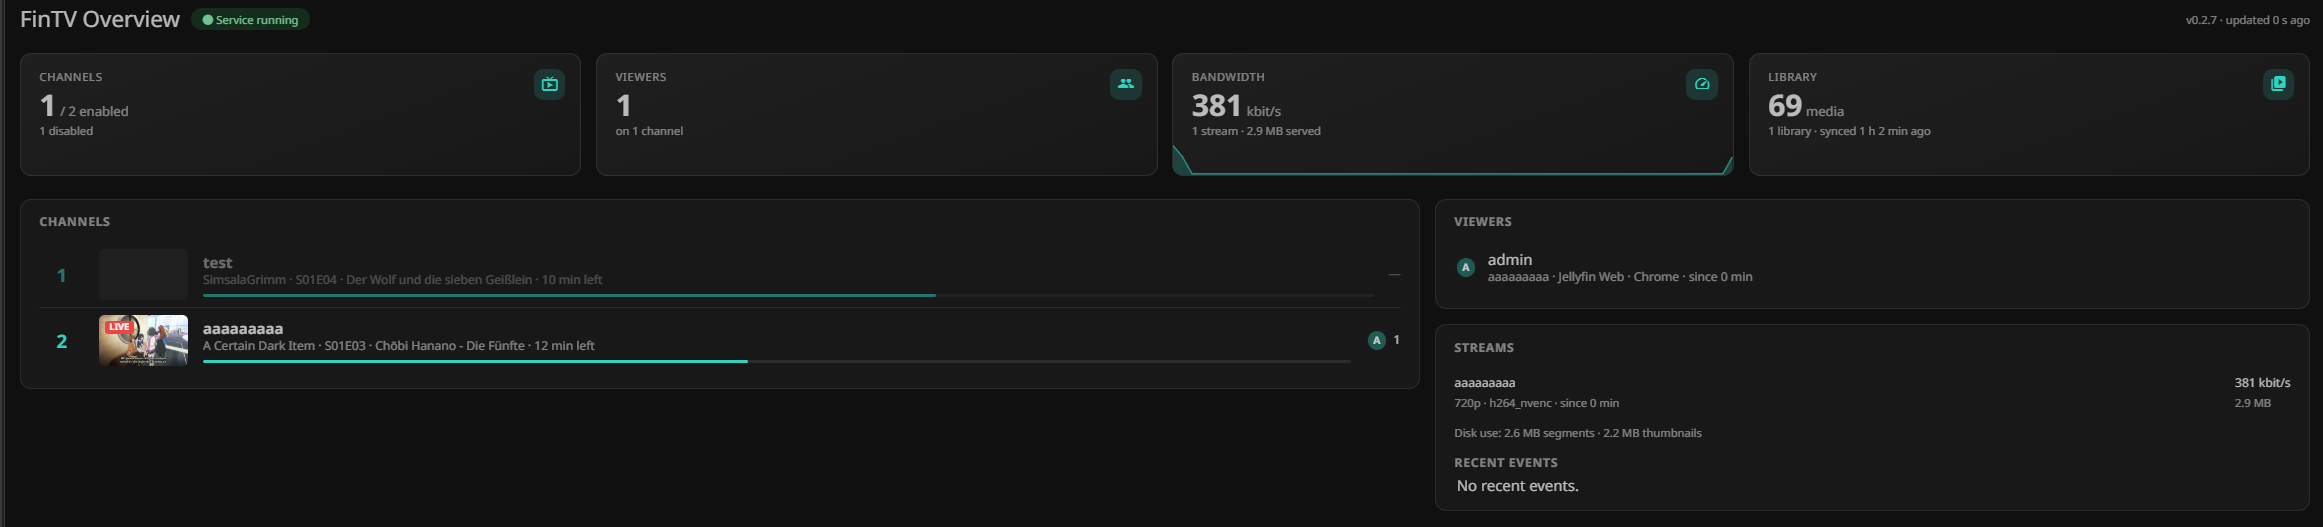 FinTV Overview
Service running
v0.2.7 · updated 0 s ago
CHANNELS
1 / 2 enabled
1 disabled
VIEWERS
1
on 1 channel
BANDWIDTH
381 kbit/s
1 stream · 2.9 MB served
LIBRARY
69 media
1 library · synced 1 h 2 min ago
CHANNELS
1
test
SimsalaGrimm · S01E04 · Der Wolf und die sieben Geißlein · 10 min left
—
2
LIVE
aaaaaaaaa
A Certain Dark Item · S01E03 · Chōbi Hanano - Die Fünfte · 12 min left
A 1
VIEWERS
A
admin
aaaaaaaaa · Jellyfin Web · Chrome · since 0 min
STREAMS
aaaaaaaaa 381 kbit/s
720p · h264_nvenc · since 0 min 2.9 MB
Disk use: 2.6 MB segments · 2.2 MB thumbnails
RECENT EVENTS
No recent events.